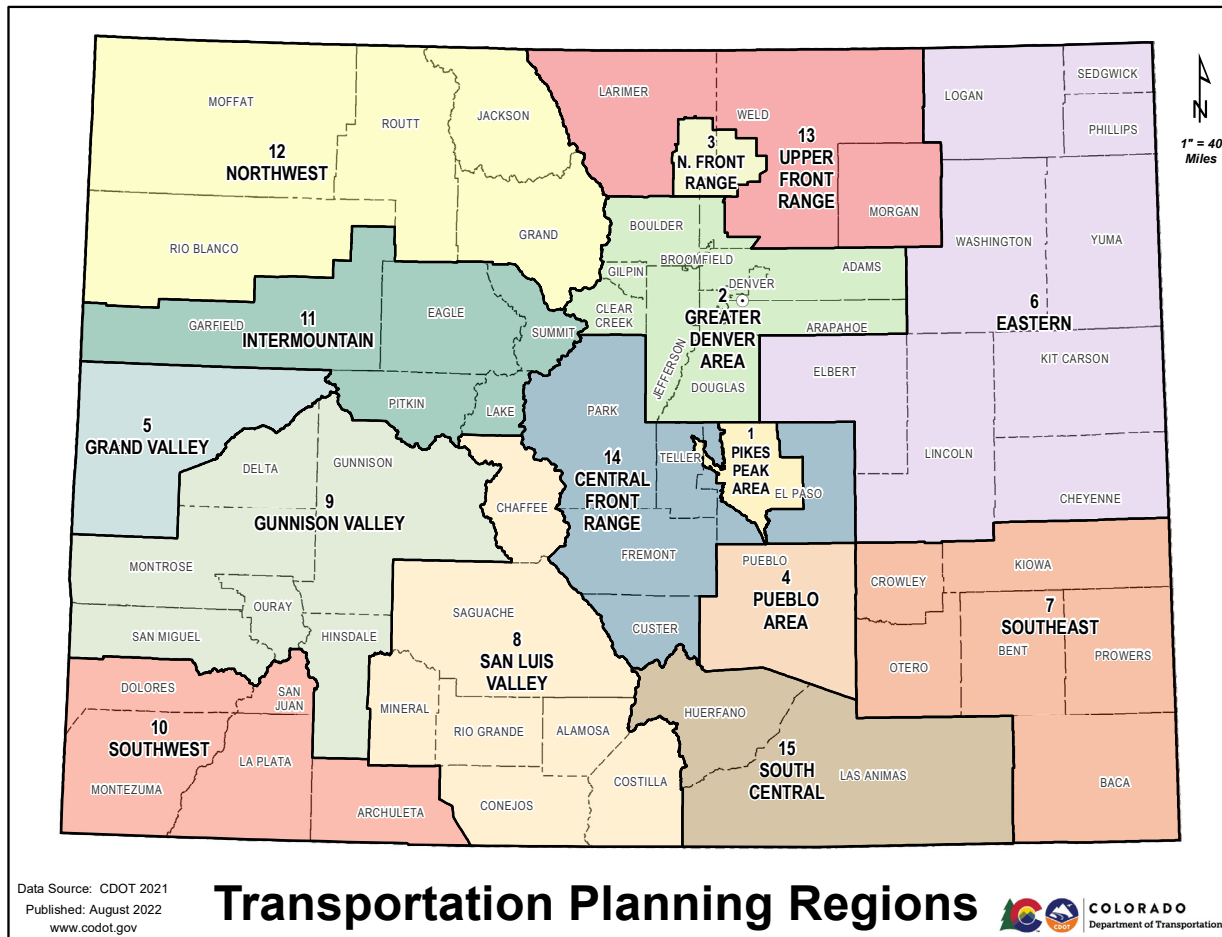 MOFFAT
ROUTT
JACKSON
LARIMER
WELD
LOGAN
SEDGWICK
PHILLIPS
N
1" = 40
Miles
12
NORTHWEST
3
N. FRONT
RANGE
13
UPPER
FRONT
RANGE
MORGAN
WASHINGTON
YUMA
RIO BLANCO
GRAND
BOULDER
BROOMFIELD
GILPIN
DENVER
ADAMS
CLEAR
CREEK
2
GREATER
DENVER
AREA
ARAPAHOE
JEFFERSON
DOUGLAS
6
EASTERN
GARFIELD
11
INTERMOUNTAIN
EAGLE
SUMMIT
PITKIN
LAKE
ELBERT
KIT CARSON
LINCOLN
CHEYENNE
5
GRAND VALLEY
DELTA
GUNNISON
9
GUNNISON VALLEY
CHAFFEE
PARK
TELLER
14
CENTRAL
FRONT
RANGE
1
PIKES
PEAK
AREA
EL PASO
FREMONT
CUSTER
MONTROSE
OURAY
SAN MIGUEL
HINSDALE
SAGUACHE
8
SAN LUIS
VALLEY
PUEBLO
4
PUEBLO
AREA
CROWLEY
KIOWA
7
SOUTHEAST
OTERO
BENT
PROWERS
BACA
DOLORES
SAN
JUAN
10
SOUTHWEST
LA PLATA
MONTEZUMA
ARCHULETA
MINERAL
RIO GRANDE
ALAMOSA
CONEJOS
COSTILLA
HUERFANO
15
SOUTH
CENTRAL
LAS ANIMAS
Data Source: CDOT 2021
Published: August 2022
www.codot.gov
Transportation Planning Regions
CDOT
COLORADO
Department of Transportation